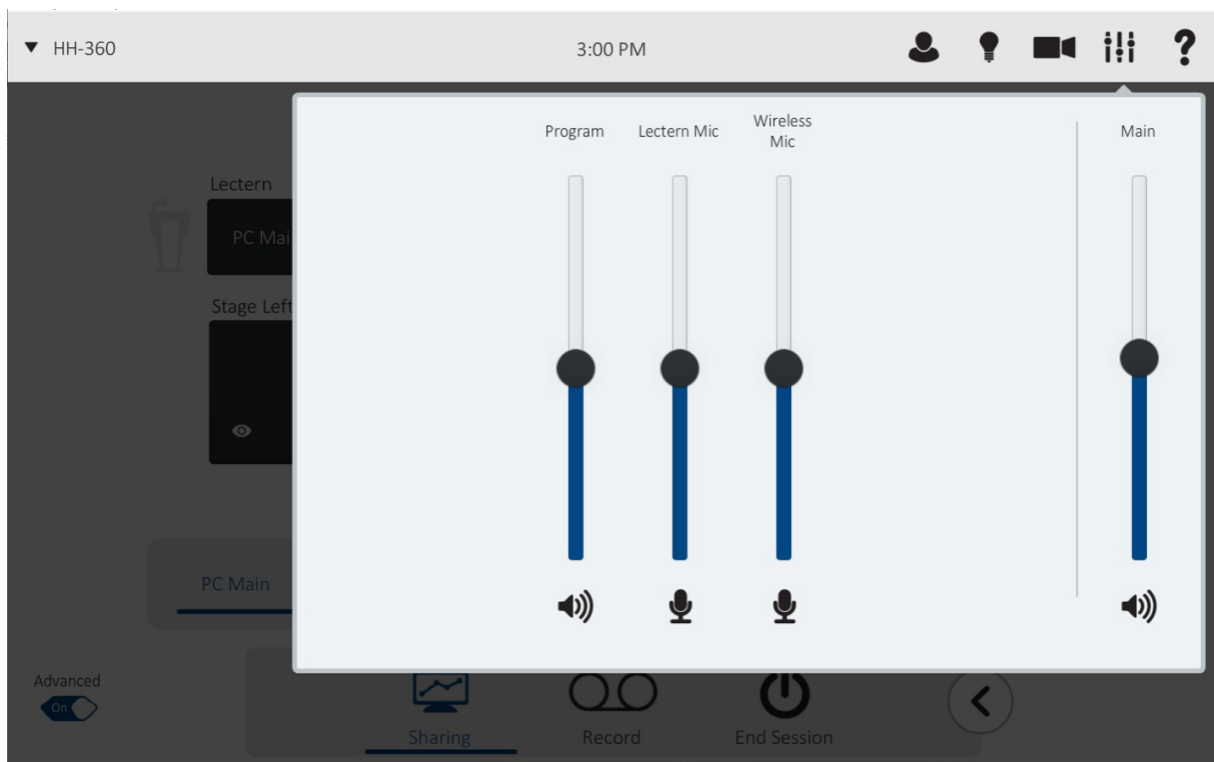 HH-360
3:00 PM
Program
Lectern Mic
Wireless
Mic
Main
Lectern
PC Mai
Stage Left
PC Main
Advanced
On
Sharing
Record
End Session